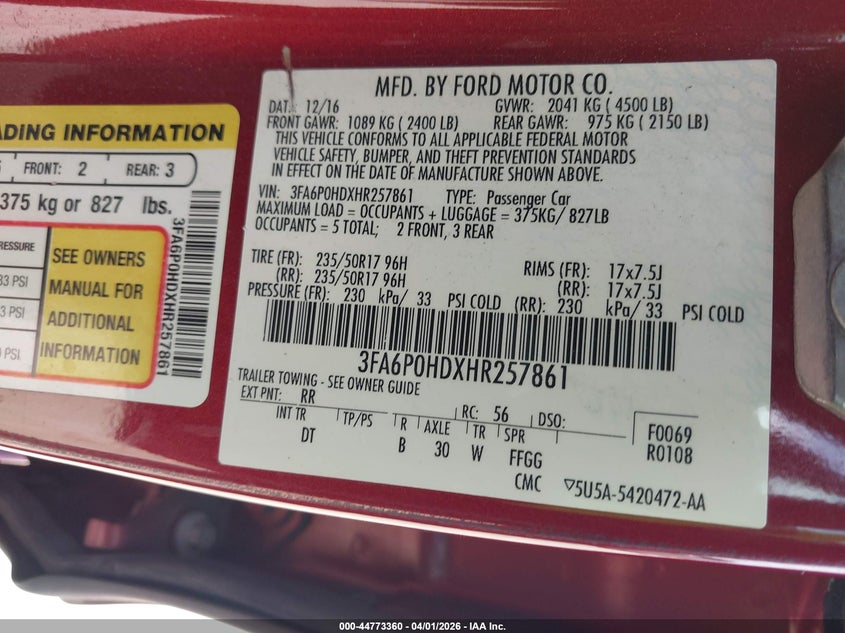 ADING INFORMATION
FRONT: 2 REAR: 3
375 kg or 827 lbs.
RESSURE
33 PSI
3 PSI
PSI
SEE OWNERS
MANUAL FOR
ADDITIONAL
INFORMATION
3FA6P0HDXHR257861
MFD. BY FORD MOTOR CO.
DAT. 12/16 GVWR: 2041 KG ( 4500 LB)
FRONT GAWR: 1089 KG ( 2400 LB) REAR GAWR: 975 KG ( 2150 LB)
THIS VEHICLE CONFORMS TO ALL APPLICABLE FEDERAL MOTOR
VEHICLE SAFETY, BUMPER, AND THEFT PREVENTION STANDARDS
IN EFFECT ON THE DATE OF MANUFACTURE SHOWN ABOVE.
VIN: 3FA6P0HDXHR257861 TYPE: Passenger Car
MAXIMUM LOAD = OCCUPANTS + LUGGAGE = 375KG/ 827LB
OCCUPANTS = 5 TOTAL; 2 FRONT, 3 REAR
TIRE (FR): 235/50R17 96H RIMS (FR): 17x7.5J
(RR): 235/50R17 96H (RR): 17x7.5J
PRESSURE (FR): 230 kPa/ 33 PSI COLD (RR): 230 kPa/ 33 PSI COLD
3FA6P0HDXHR257861
TRAILER TOWING - SEE OWNER GUIDE
EXT PNT: RR RC: 56 DSO:
INT TR TP/PS R AXLE TR SPR F0069
DT B 30 W FFGG R0108
CMC ▽5U5A-5420472-AA
000-44773360 - 04/01/2026 - IAA Inc.